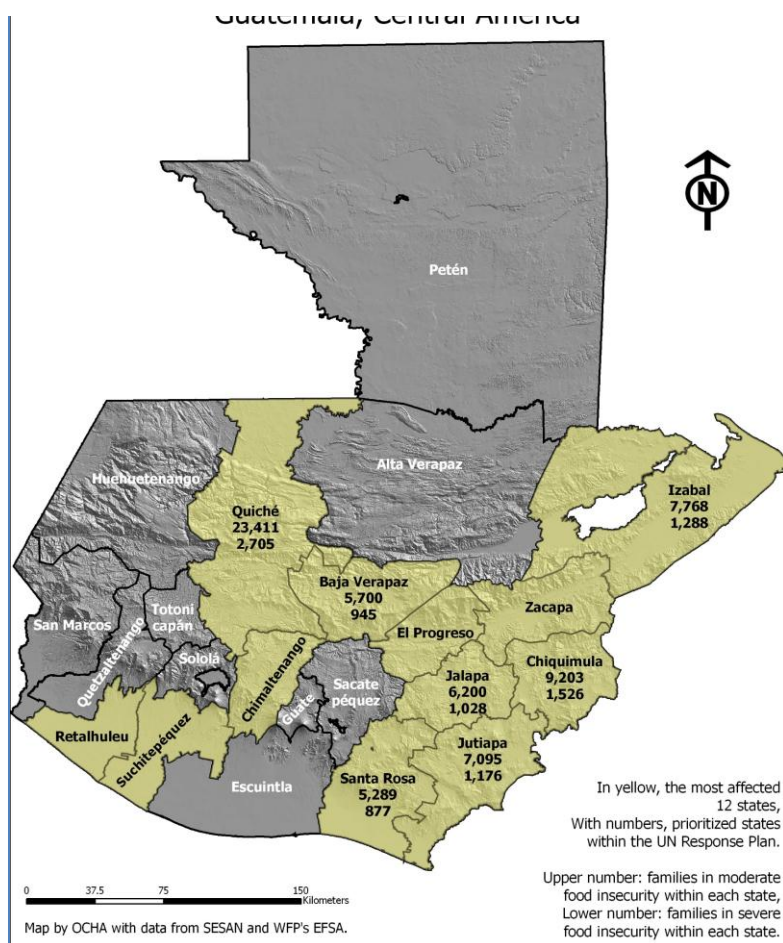 Guatemala, Central America
N
Petén
Huehuetenango
Alta Verapaz
Quiché
23,411
2,705
Izabal
7,768
1,288
Baja Verapaz
5,700
945
Zacapa
San Marcos
Totoni
capán
Quetzaltenango
Sololá
Chimaltenango
El Progreso
Guate
Sacate
péquez
Jalapa
6,200
1,028
Chiquimula
9,203
1,526
Retalhuleu
Suchitepéquez
Escuintla
Santa Rosa
5,289
877
Jutiapa
7,095
1,176
In yellow, the most affected
12 states,
With numbers, prioritized states
within the UN Response Plan.
Upper number: families in moderate
food insecurity within each state,
Lower number: families in severe
food insecurity within each state.
0 37.5 75 150
Kilometers
Map by OCHA with data from SESAN and WFP's EFSA.